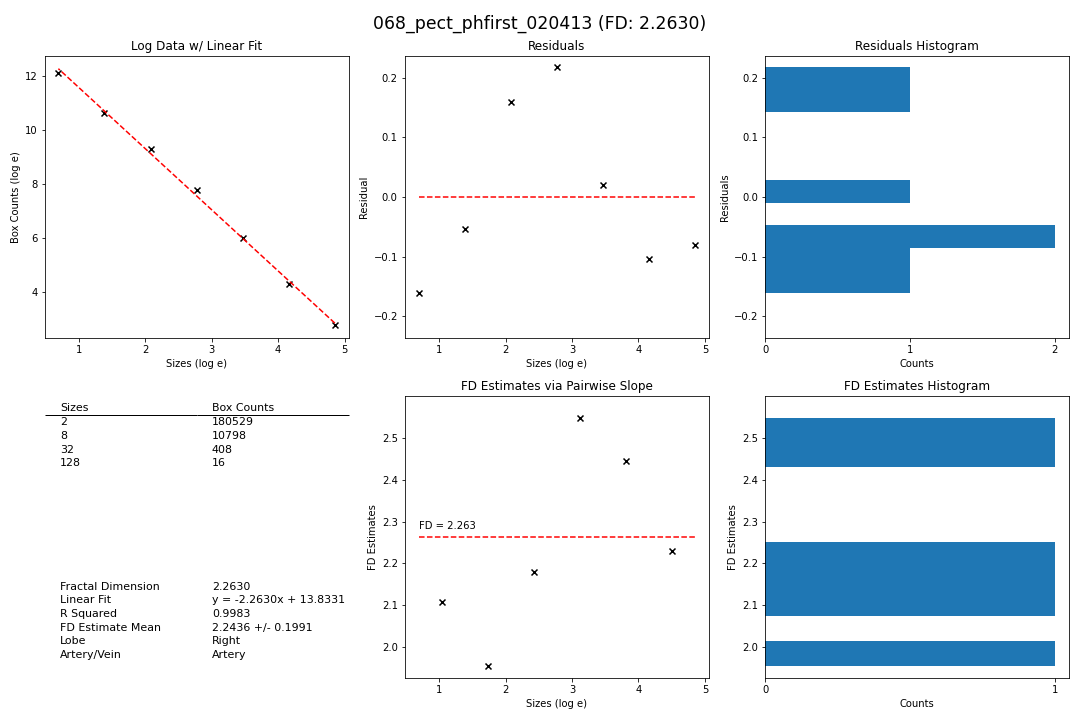 068_pect_phfirst_020413 (FD: 2.2630)
Log Data w/ Linear Fit
12
10
8
6
4
Box Counts (log e)
1 2 3 4 5
Sizes (log e)
Residuals
0.2
0.1
0.0
−0.1
−0.2
Residual
1 2 3 4 5
Sizes (log e)
Residuals Histogram
0.2
0.1
0.0
−0.1
−0.2
Residuals
0 1 2
Counts
Sizes Box Counts
2 180529
8 10798
32 408
128 16
Fractal Dimension 2.2630
Linear Fit y = -2.2630x + 13.8331
R Squared 0.9983
FD Estimate Mean 2.2436 +/- 0.1991
Lobe Right
Artery/Vein Artery
FD Estimates via Pairwise Slope
2.5
2.4
2.3
2.2
2.1
2.0
FD Estimates
FD = 2.263
1 2 3 4 5
Sizes (log e)
FD Estimates Histogram
2.5
2.4
2.3
2.2
2.1
2.0
FD Estimates
0 1
Counts